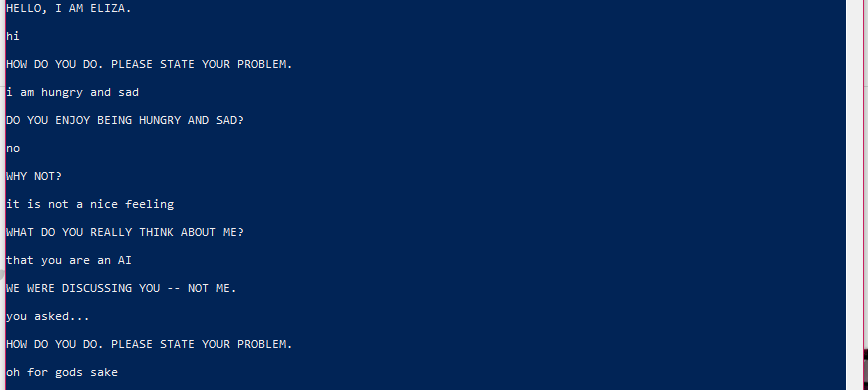 HELLO, I AM ELIZA.
hi
HOW DO YOU DO. PLEASE STATE YOUR PROBLEM.
i am hungry and sad
DO YOU ENJOY BEING HUNGRY AND SAD?
no
WHY NOT?
it is not a nice feeling
WHAT DO YOU REALLY THINK ABOUT ME?
that you are an AI
WE WERE DISCUSSING YOU -- NOT ME.
you asked...
HOW DO YOU DO. PLEASE STATE YOUR PROBLEM.
oh for gods sake